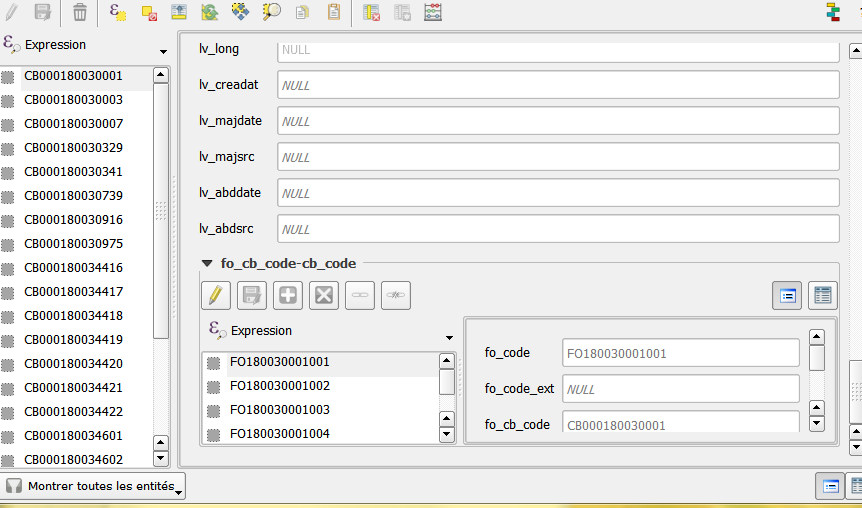 Expression
CB000180030001
CB000180030003
CB000180030007
CB000180030329
CB000180030341
CB000180030739
CB000180030916
CB000180030975
CB000180034416
CB000180034417
CB000180034418
CB000180034419
CB000180034420
CB000180034421
CB000180034422
CB000180034601
CB000180034602
lv_long NULL
lv_creadat NULL
lv_majdate NULL
lv_majsrc NULL
lv_abddate NULL
lv_abdsrc NULL
fo_cb_code-cb_code
Expression
FO180030001001
FO180030001002
FO180030001003
FO180030001004
fo_code FO180030001001
fo_code_ext NULL
fo_cb_code CB000180030001
Montrer toutes les entités